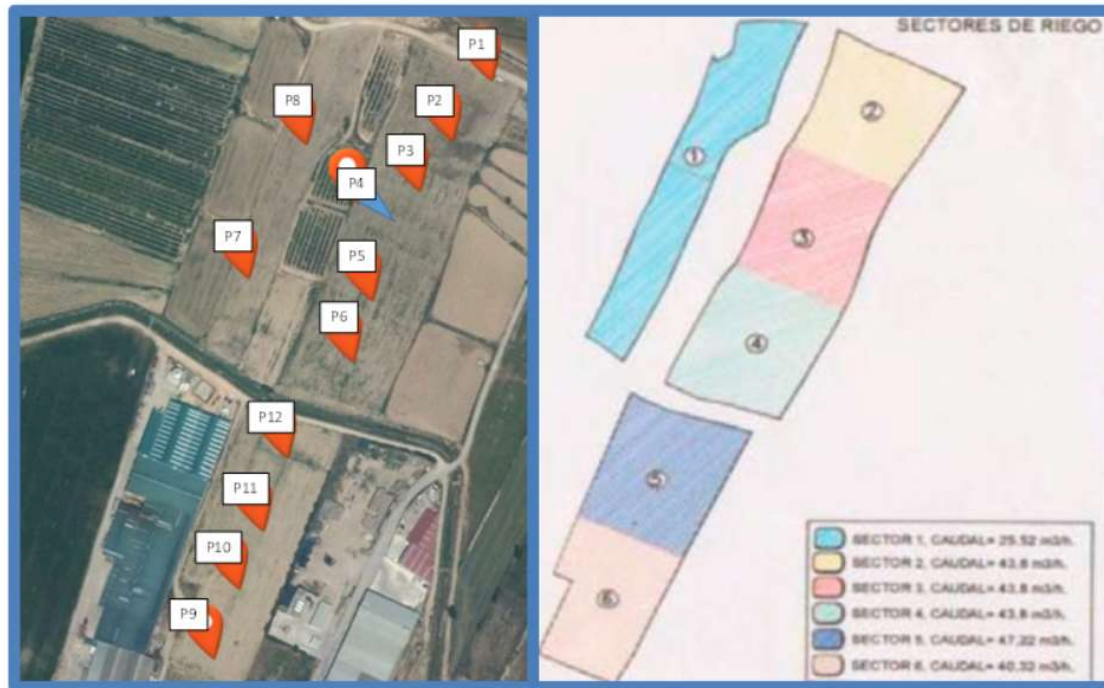 P1
P2
P8
P3
P4
P7
P5
P6
P12
P11
P10
P9
SECTORES DE RIEGO
1
2
3
4
5
6
SECTOR 1, CAUDAL= 25.52 m3/h.
SECTOR 2, CAUDAL= 43.8 m3/h.
SECTOR 3, CAUDAL= 43.8 m3/h.
SECTOR 4, CAUDAL= 43.8 m3/h.
SECTOR 5, CAUDAL= 47,22 m3/h.
SECTOR 6, CAUDAL= 40,32 m3/h.